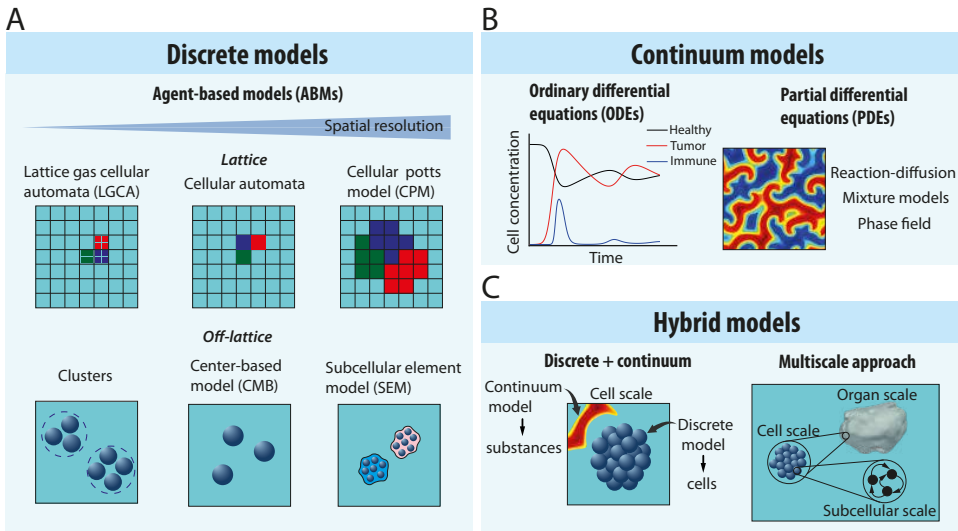 A
Discrete models
Agent-based models (ABMs)
Spatial resolution
Lattice
Lattice gas cellular
automata (LGCA)
Cellular automata
Cellular potts
model (CPM)
Off-lattice
Clusters
Center-based
model (CMB)
Subcellular element
model (SEM)
B
Continuum models
Ordinary differential
equations (ODEs)
Healthy
Tumor
Immune
Cell concentration
Time
Partial differential
equations (PDEs)
Reaction-diffusion
Mixture models
Phase field
C
Hybrid models
Discrete + continuum
Continuum
model
substances
Cell scale
Discrete
model
cells
Multiscale approach
Organ scale
Cell scale
Subcellular scale